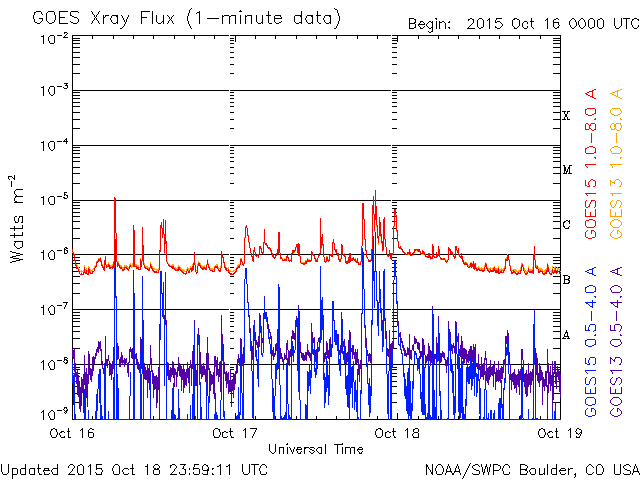 GOES Xray Flux (1-minute data)
Begin: 2015 Oct 16 0000 UTC
10-2
10-3
10-4
10-5
10-6
10-7
10-8
10-9
Watts m-2
X
M
C
B
A
GOES15 1.0-8.0 A
GOES13 1.0-8.0 A
GOES15 0.5-4.0 A
GOES13 0.5-4.0 A
Oct 16 Oct 17 Oct 18 Oct 19
Universal Time
Updated 2015 Oct 18 23:59:11 UTC
NOAA/SWPC Boulder, CO USA